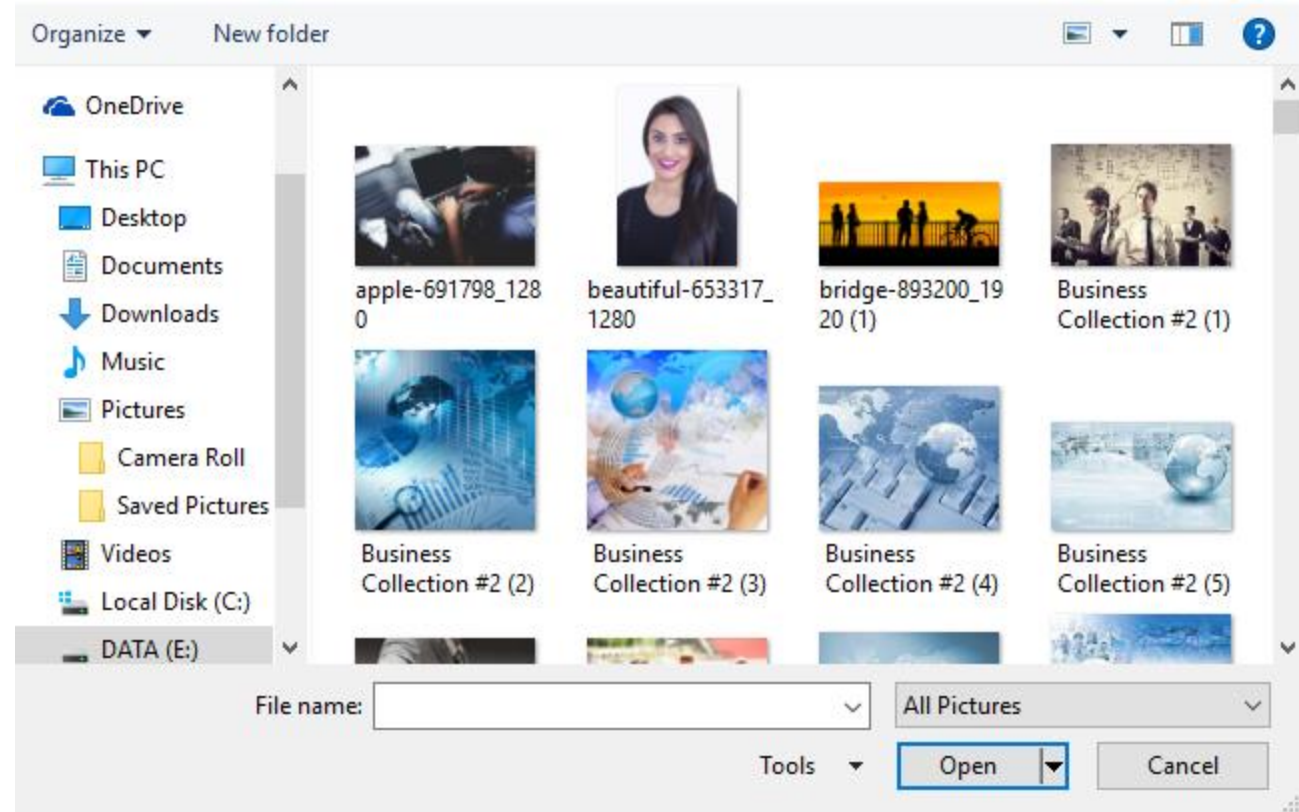 Organize
New folder
?
OneDrive
This PC
Desktop
Documents
Downloads
Music
Pictures
Camera Roll
Saved Pictures
Videos
Local Disk (C:)
DATA (E:)
apple-691798_128
0
beautiful-653317_
1280
bridge-893200_19
20 (1)
Business
Collection #2 (1)
Business
Collection #2 (2)
Business
Collection #2 (3)
Business
Collection #2 (4)
Business
Collection #2 (5)
File name:
All Pictures
Tools
Open
Cancel